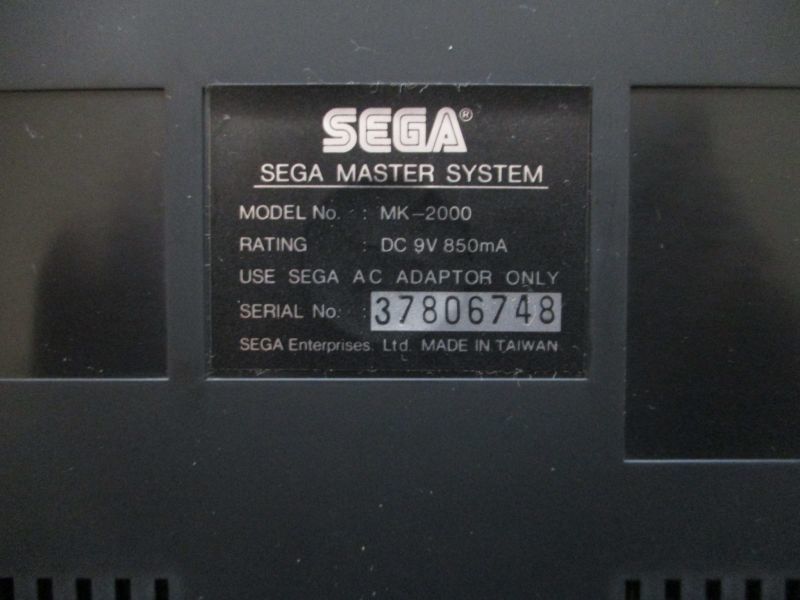 SEGA®
SEGA MASTER SYSTEM
MODEL No. : MK-2000
RATING : DC 9V 850mA
USE SEGA AC ADAPTOR ONLY
SERIAL No. : 37806748
SEGA Enterprises. Ltd. MADE IN TAIWAN